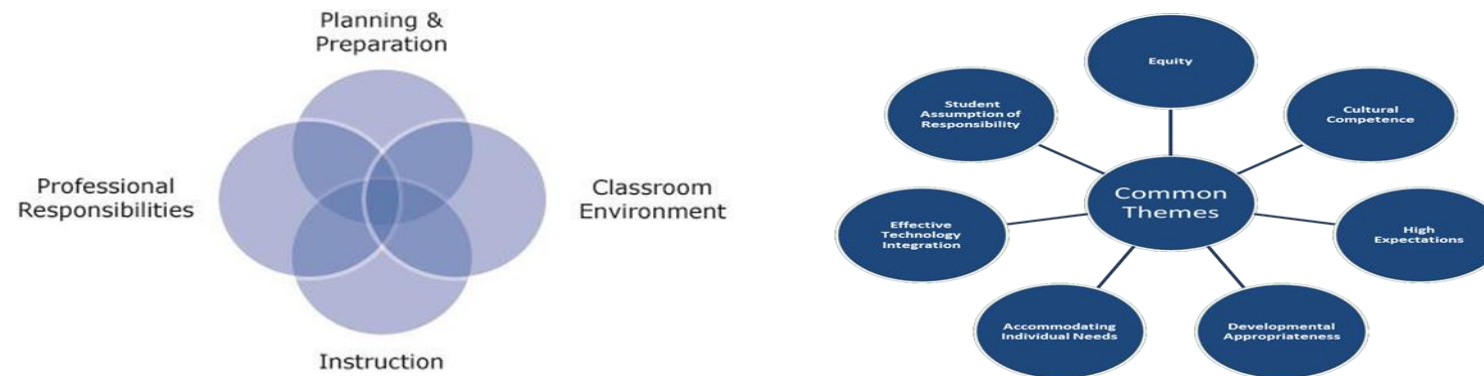 Planning &
Preparation
Professional
Responsibilities
Classroom
Environment
Instruction
Equity
Student
Assumption of
Responsibility
Cultural
Competence
Common
Themes
Effective
Technology
Integration
High
Expectations
Accommodating
Individual Needs
Developmental
Appropriateness